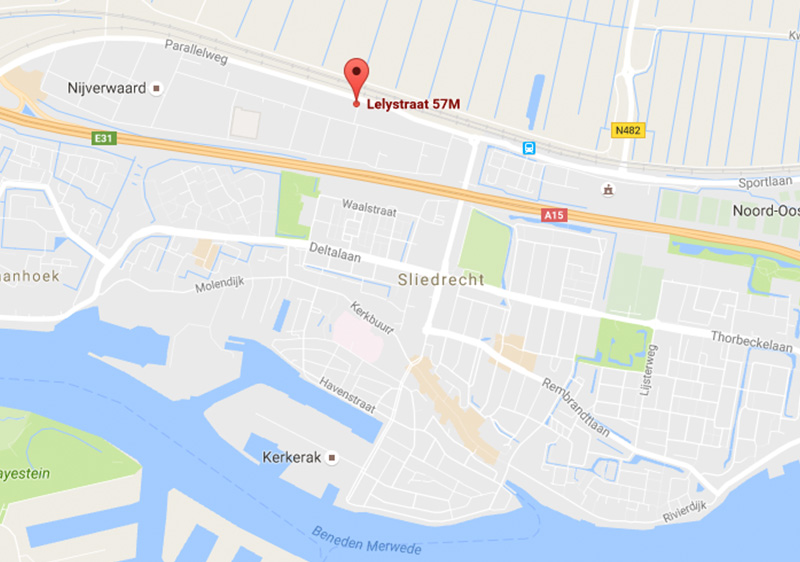 Parallelweg
Kw
Nijverwaard
Lelystraat 57M
N482
E31
Sportlaan
Waalstraat
A15
Noord-Oos
Deltalaan
anhoek
Sliedrecht
Molendijk
Kerkbuurt
Thorbeckelaan
Lijsterweg
Havenstraat
Rembrandtlaan
Kerkerak
ayestein
Rivierdijk
Beneden Merwede